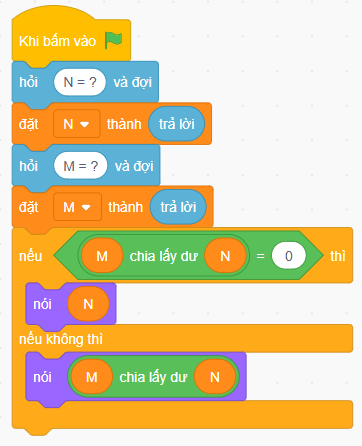 Khi bấm vào
hỏi N = ? và đợi
đặt N thành trả lời
hỏi M = ? và đợi
đặt M thành trả lời
nếu M chia lấy dư N = 0 thì
nói N
nếu không thì
nói M chia lấy dư N